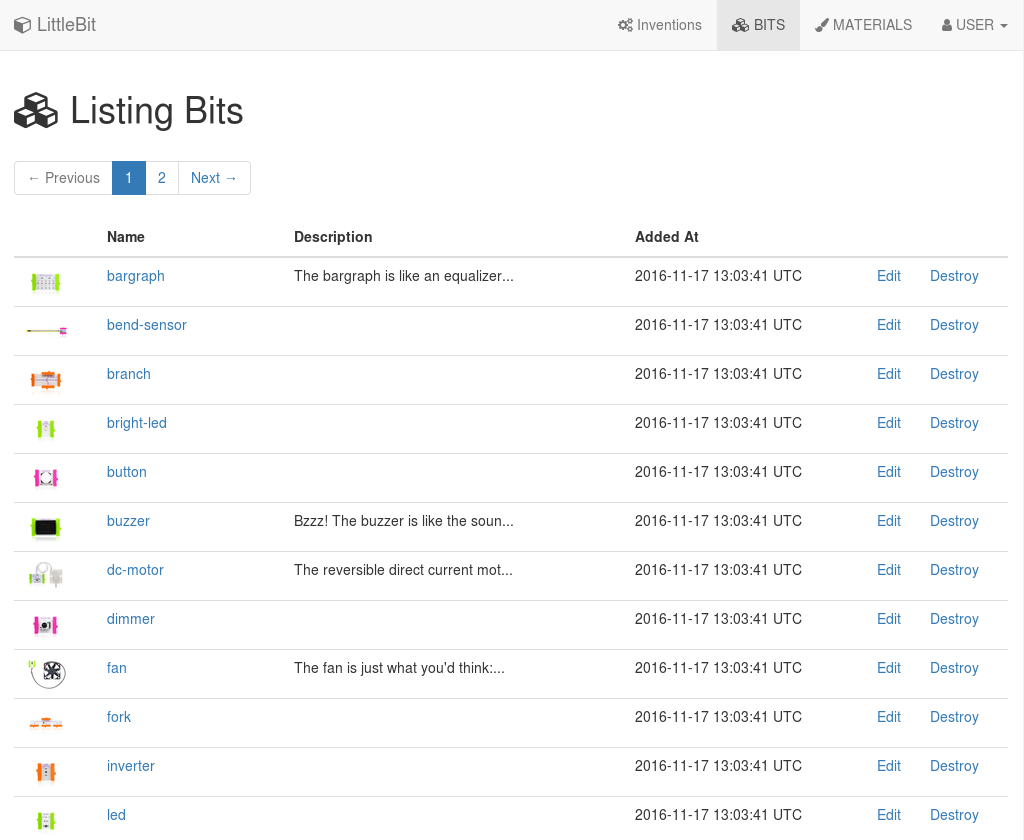 LittleBit Inventions BITS MATERIALS USER
Listing Bits
← Previous 1 2 Next →
Name Description Added At
bargraph The bargraph is like an equalizer... 2016-11-17 13:03:41 UTC Edit Destroy
bend-sensor 2016-11-17 13:03:41 UTC Edit Destroy
branch 2016-11-17 13:03:41 UTC Edit Destroy
bright-led 2016-11-17 13:03:41 UTC Edit Destroy
button 2016-11-17 13:03:41 UTC Edit Destroy
buzzer Bzzz! The buzzer is like the soun... 2016-11-17 13:03:41 UTC Edit Destroy
dc-motor The reversible direct current mot... 2016-11-17 13:03:41 UTC Edit Destroy
dimmer 2016-11-17 13:03:41 UTC Edit Destroy
fan The fan is just what you'd think:... 2016-11-17 13:03:41 UTC Edit Destroy
fork 2016-11-17 13:03:41 UTC Edit Destroy
inverter 2016-11-17 13:03:41 UTC Edit Destroy
led 2016-11-17 13:03:41 UTC Edit Destroy